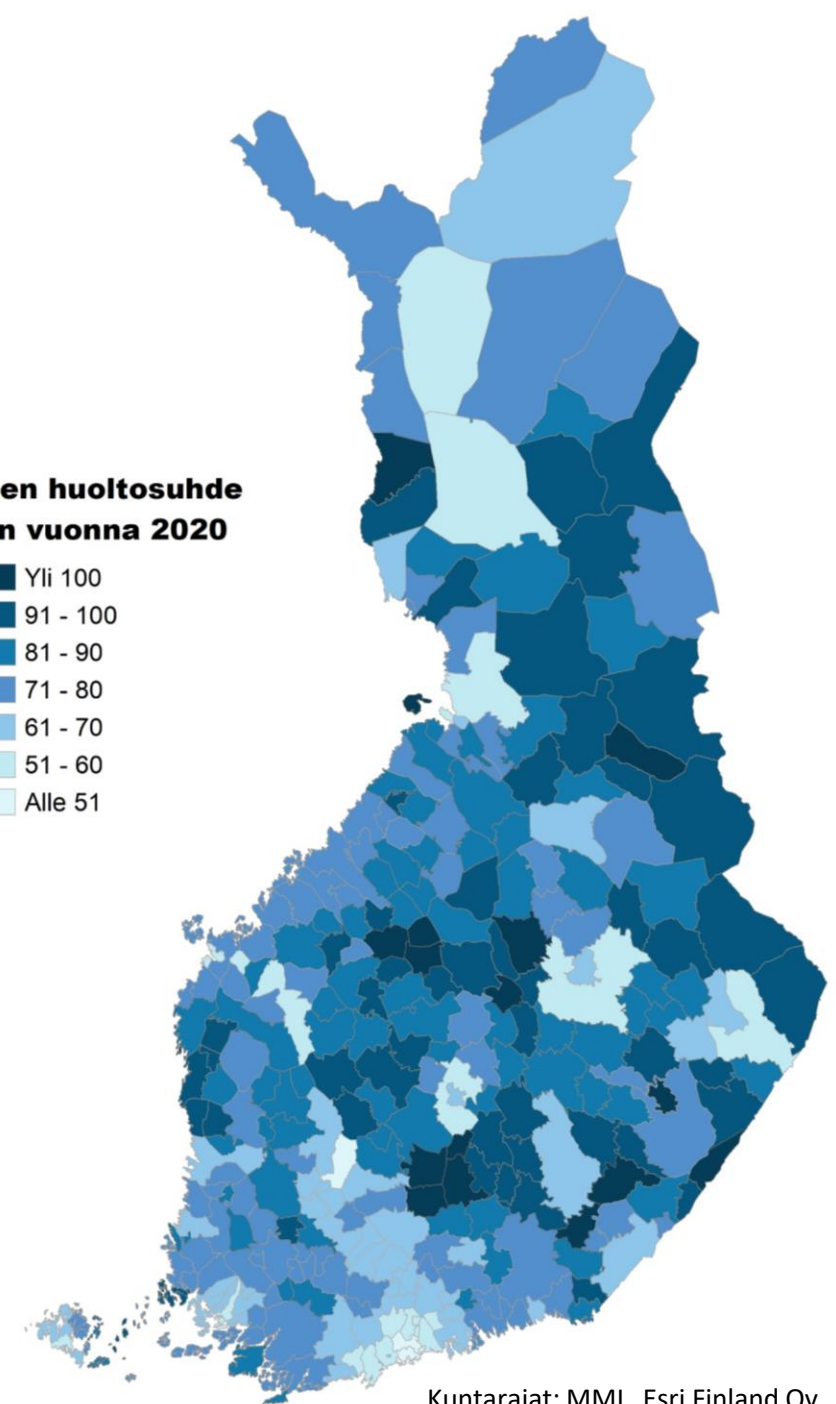 en huoltosuhde
n vuonna 2020
Yli 100
91 - 100
81 - 90
71 - 80
61 - 70
51 - 60
Alle 51
Kuntarajat: MML, Esri Finland Oy